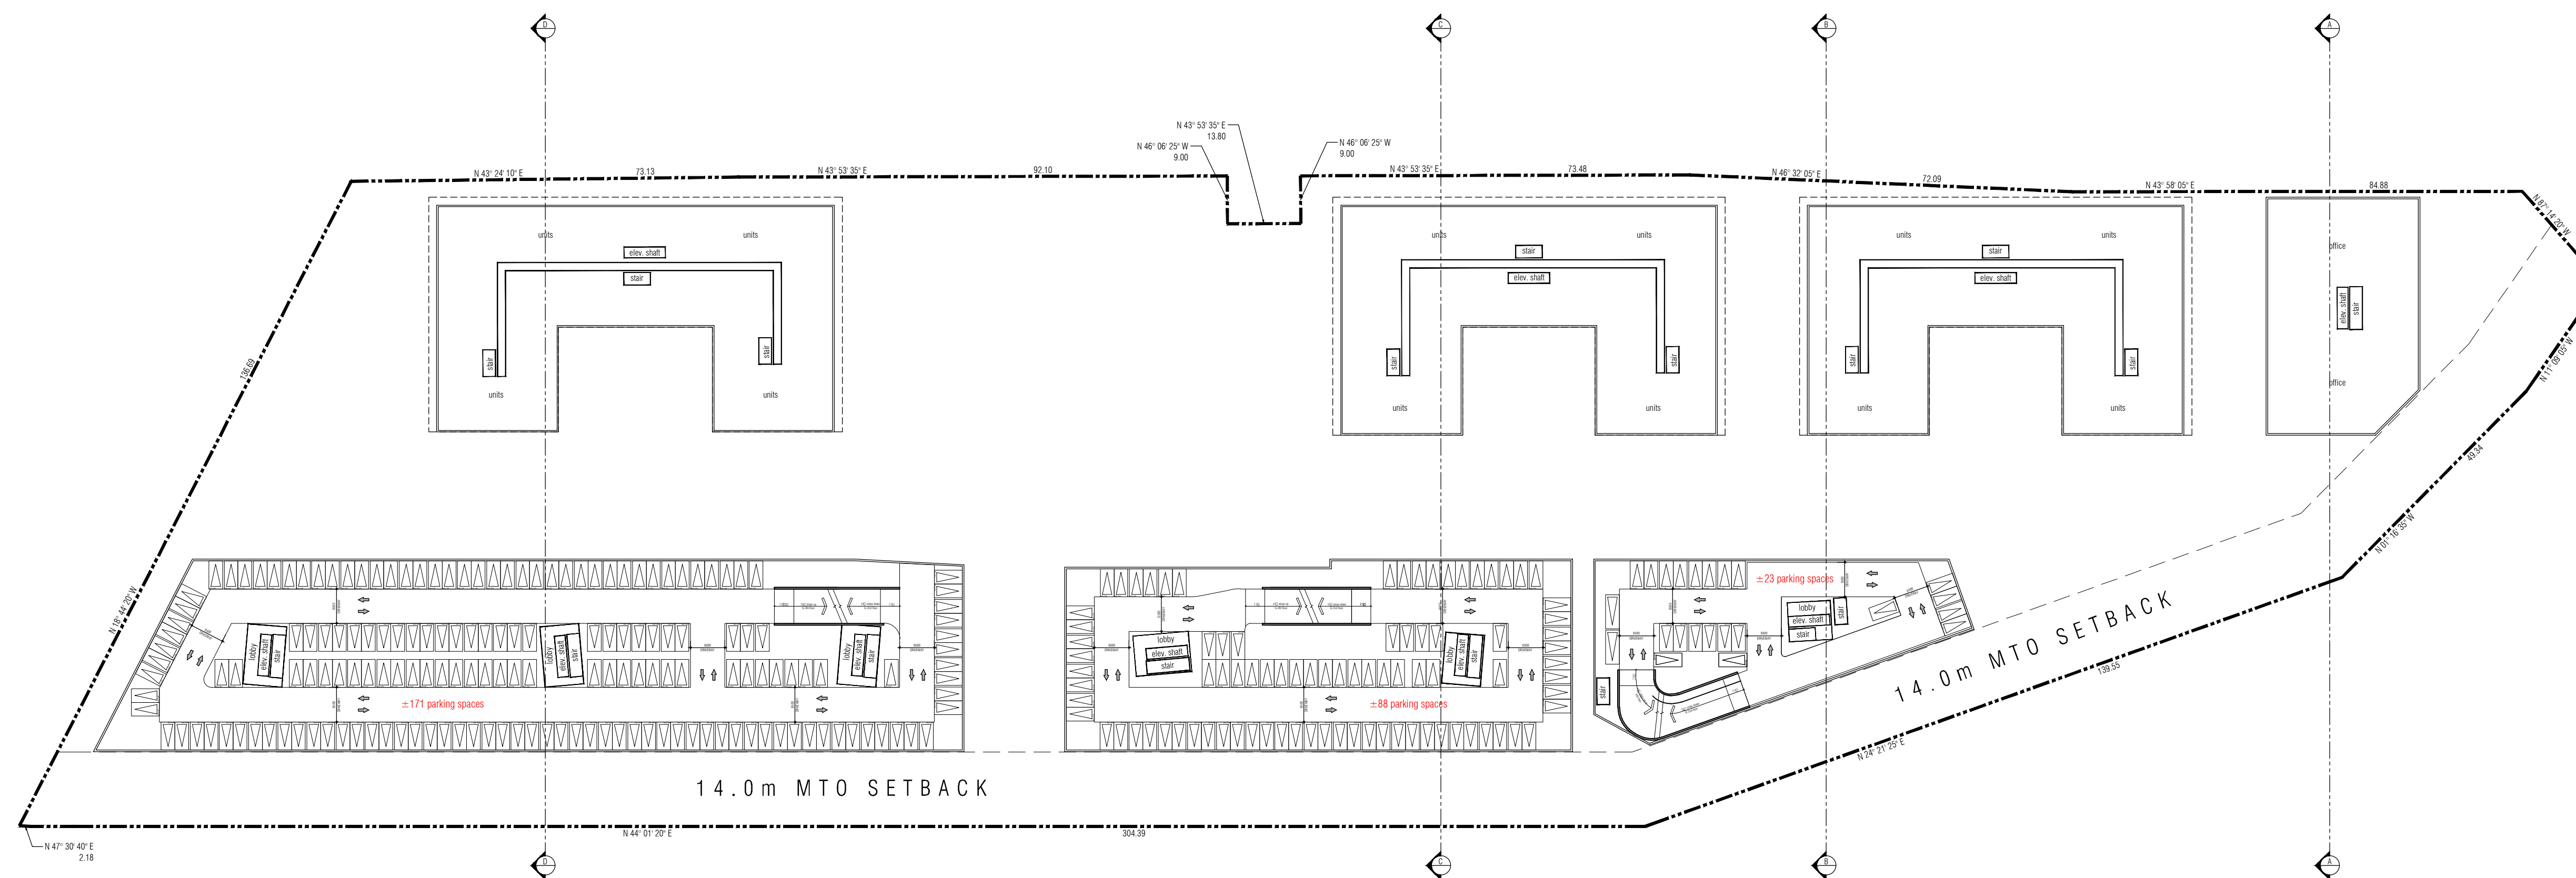 D
C
B
A
N 43° 53' 35" E
13.80
N 46° 06' 25" W
9.00
N 46° 06' 25" W
9.00
N 43° 24' 10" E
73.13
N 43° 53' 35" E
92.10
N 43° 53' 35" E
73.48
N 46° 32' 05" E
72.09
N 43° 58' 05" E
84.88
N 87° 14' 20" W
units
units
elev. shaft
stair
stair
stair
units
units
units
units
stair
elev. shaft
stair
stair
units
units
units
units
stair
elev. shaft
stair
stair
units
units
office
elev. shaft
stair
office
N 11° 09' 05" W
49.34
N 01° 16' 35" W
136.69
N 18° 44' 20" W
lobby
elev. shaft
stair
lobby
elev. shaft
stair
lobby
elev. shaft
stair
±171 parking spaces
lobby
elev. shaft
stair
lobby
elev. shaft
stair
±88 parking spaces
±23 parking spaces
lobby
elev. shaft
stair
stair
stair
14.0m MTO SETBACK
139.55
N 24° 21' 25" E
14.0m MTO SETBACK
N 44° 01' 20" E
304.39
N 47° 30' 40" E
2.18
D
C
B
A